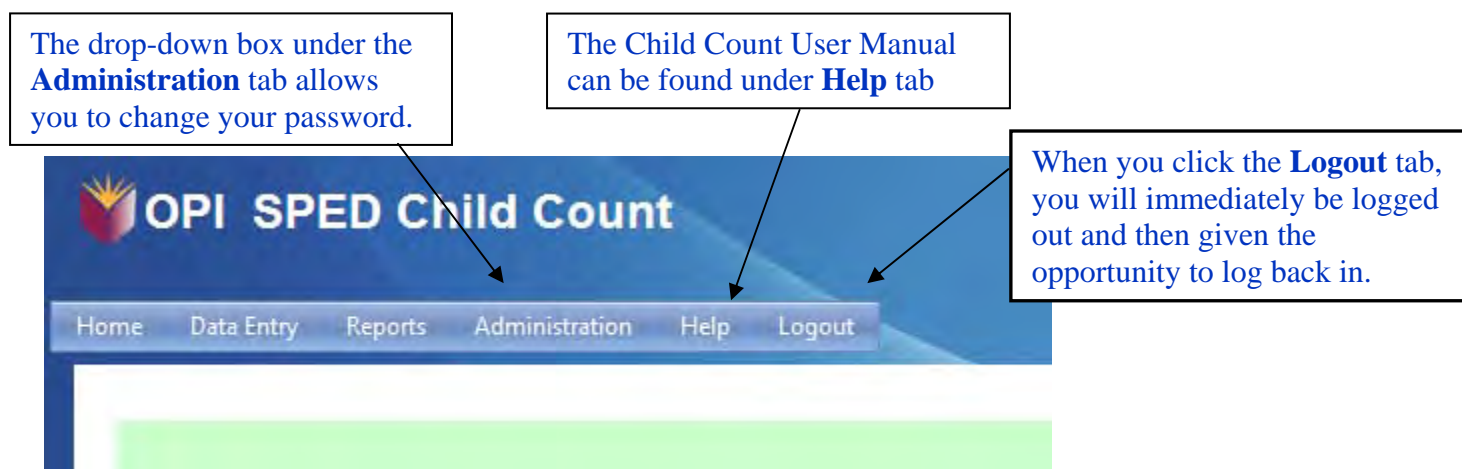 The drop-down box under the
Administration tab allows
you to change your password.
The Child Count User Manual
can be found under Help tab
When you click the Logout tab,
you will immediately be logged
out and then given the
opportunity to log back in.
OPI SPED Child Count
Home Data Entry Reports Administration Help Logout